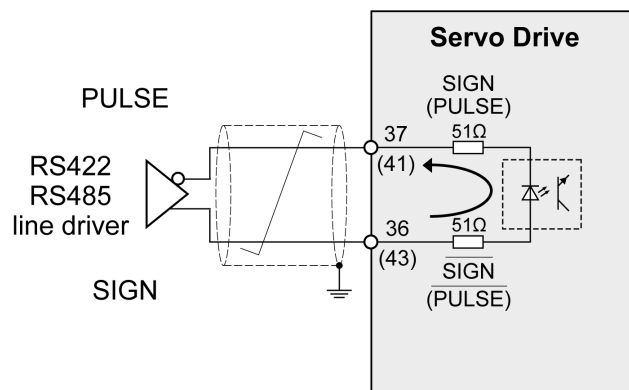 Servo Drive
PULSE
SIGN
(PULSE)
37
51Ω
(41)
RS422
RS485
line driver
36
51Ω
(43)
SIGN
(PULSE)
SIGN